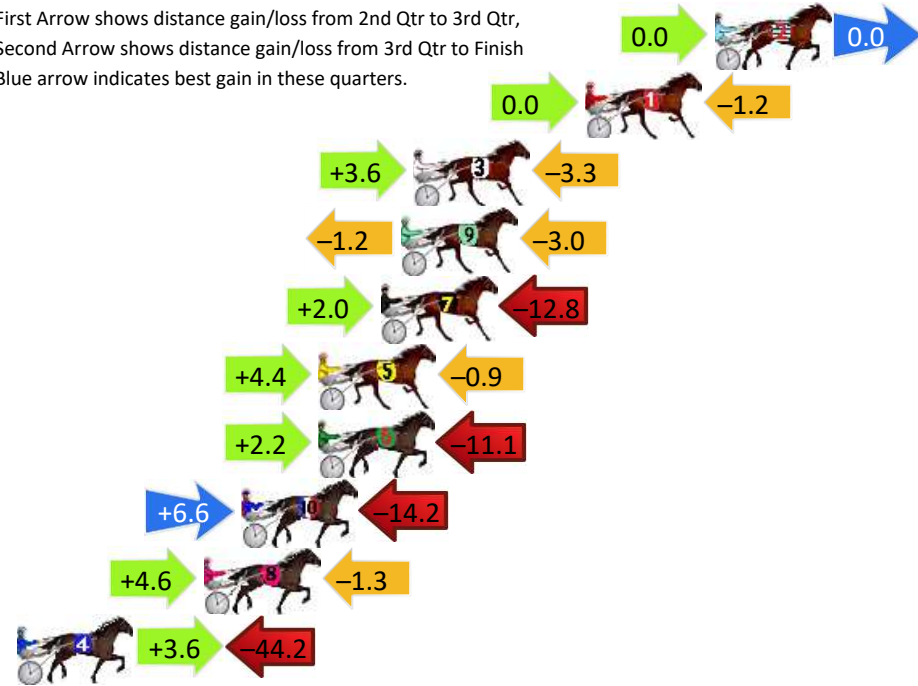 First Arrow shows distance gain/loss from 2nd Qtr to 3rd Qtr,
Second Arrow shows distance gain/loss from 3rd Qtr to Finish
Blue arrow indicates best gain in these quarters.
0.0 2 0.0
0.0 1 –1.2
+3.6 3 –3.3
–1.2 9 –3.0
+2.0 7 –12.8
+4.4 5 –0.9
+2.2 6 –11.1
+6.6 10 –14.2
+4.6 8 –1.3
4 +3.6 –44.2